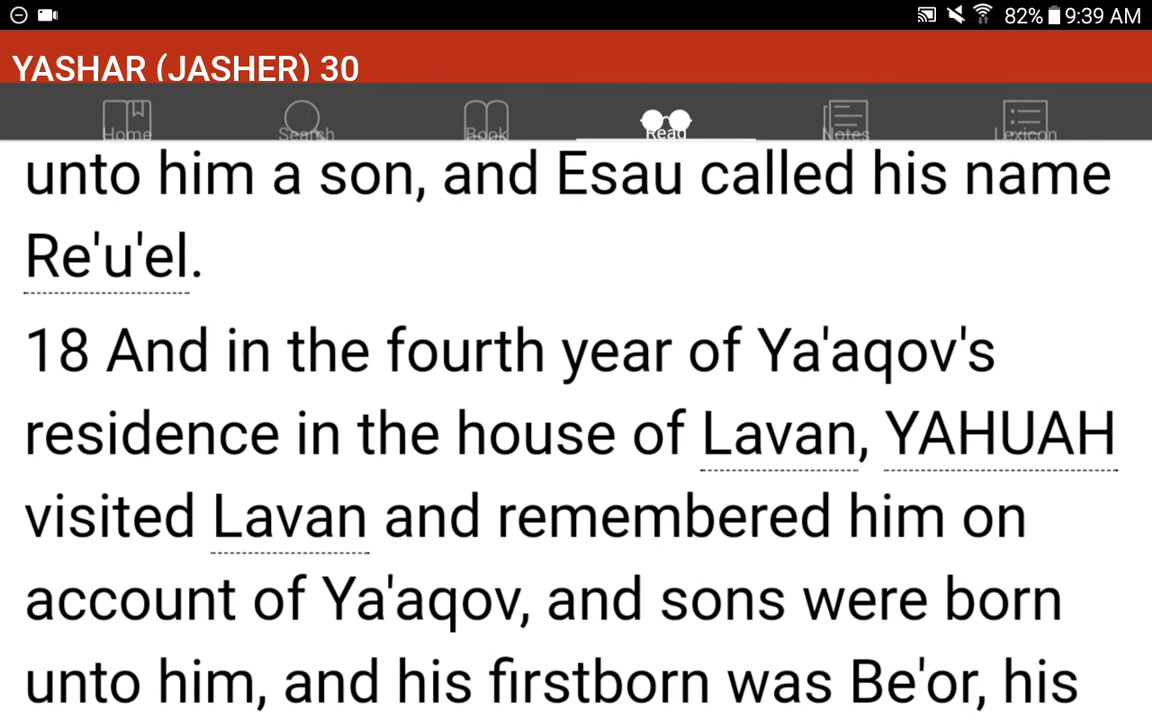 82% 9:39 AM
YASHAR (JASHER) 30
Home Search Book Read Notes Lexicon
unto him a son, and Esau called his name
Re'u'el.
18 And in the fourth year of Ya'aqov's
residence in the house of Lavan, YAHUAH
visited Lavan and remembered him on
account of Ya'aqov, and sons were born
unto him, and his firstborn was Be'or, his